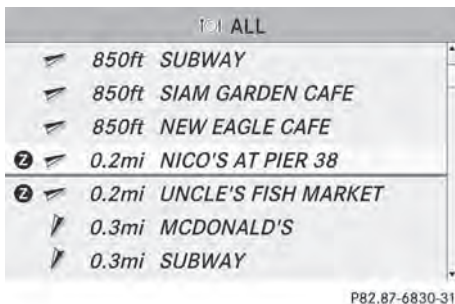 ALL
850ft SUBWAY
850ft SIAM GARDEN CAFE
850ft NEW EAGLE CAFE
Z 0.2mi NICO'S AT PIER 38
Z 0.2mi UNCLE'S FISH MARKET
0.3mi MCDONALD'S
0.3mi SUBWAY
P82.87-6830-31